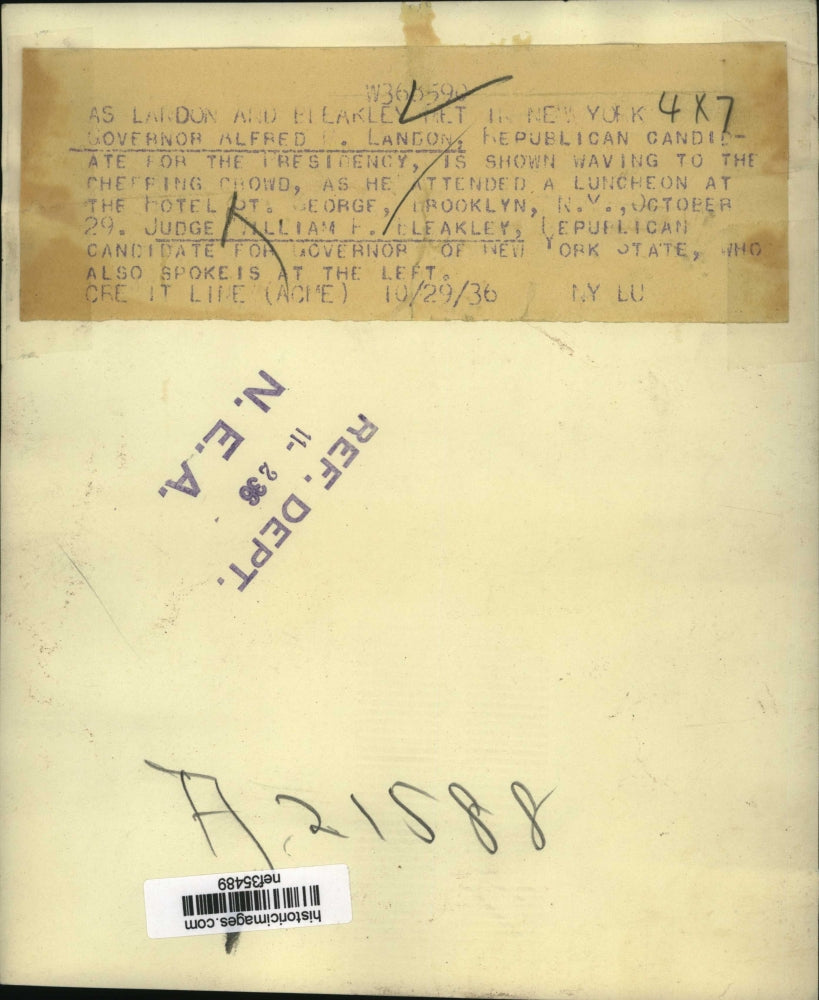 AS LANDON AND BLEAKLEY MET IN NEW YORK 4X7
GOVERNOR ALFRED LANDON, REPUBLICAN CANDID-
ATE FOR THE PRESIDENCY, IS SHOWN WAVING TO THE
CHEERING CROWD, AS HE ATTENDED A LUNCHEON AT
THE HOTEL ST. GEORGE, BROOKLYN, N.Y., OCTOBER
29. JUDGE WILLIAM F. BLEAKLEY, REPUBLICAN
CANDIDATE FOR GOVERNOR OF NEW YORK STATE, WHO
ALSO SPOKE IS AT THE LEFT.
CREDIT LINE (ACME) 10/29/36 NY LU
N. E. A.
11- 2 36
REF. DEPT.
A 21588
historicimages.com
nef35489